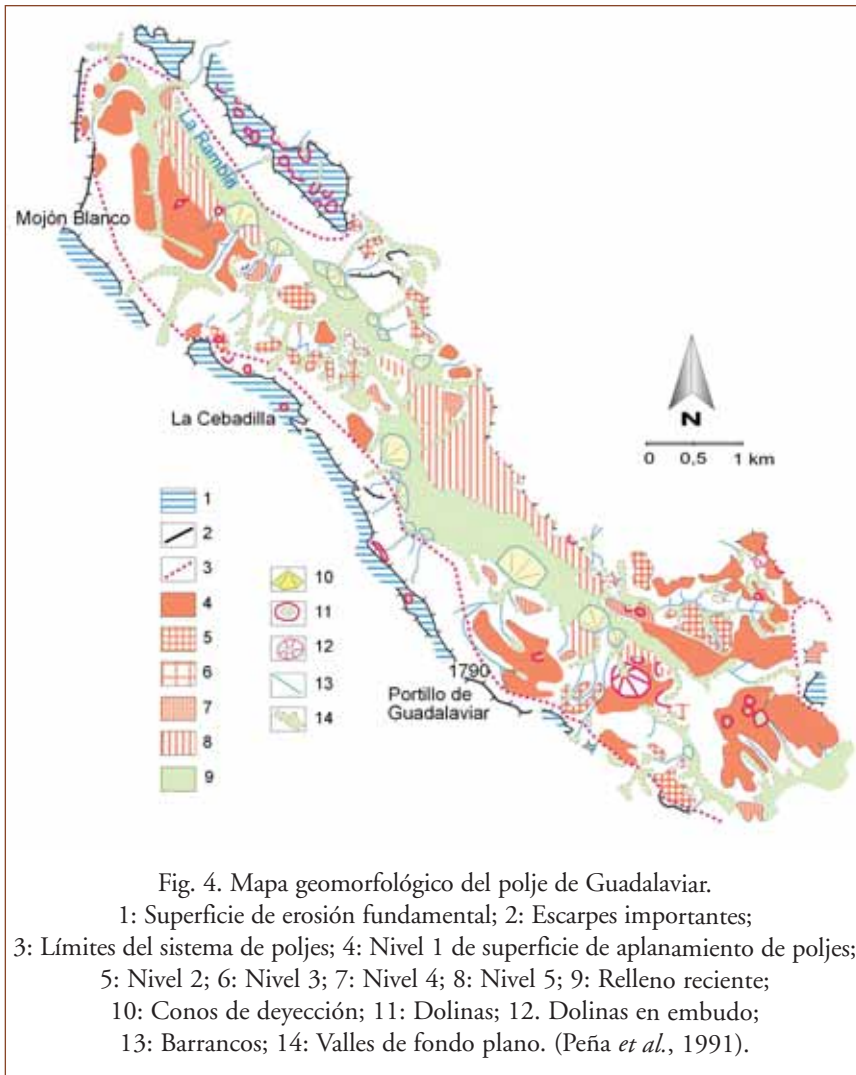 La Rambla
Mojón Blanco
La Cebadilla
N
0 0,5 1 km
1
2
3
4
5
6
7
8
9
10
11
12
13
14
1790
Portillo de
Guadalaviar
Fig. 4. Mapa geomorfológico del polje de Guadalaviar.
1: Superficie de erosión fundamental; 2: Escarpes importantes;
3: Límites del sistema de poljes; 4: Nivel 1 de superficie de aplanamiento de poljes;
5: Nivel 2; 6: Nivel 3; 7: Nivel 4; 8: Nivel 5; 9: Relleno reciente;
10: Conos de deyección; 11: Dolinas; 12. Dolinas en embudo;
13: Barrancos; 14: Valles de fondo plano. (Peña et al., 1991).